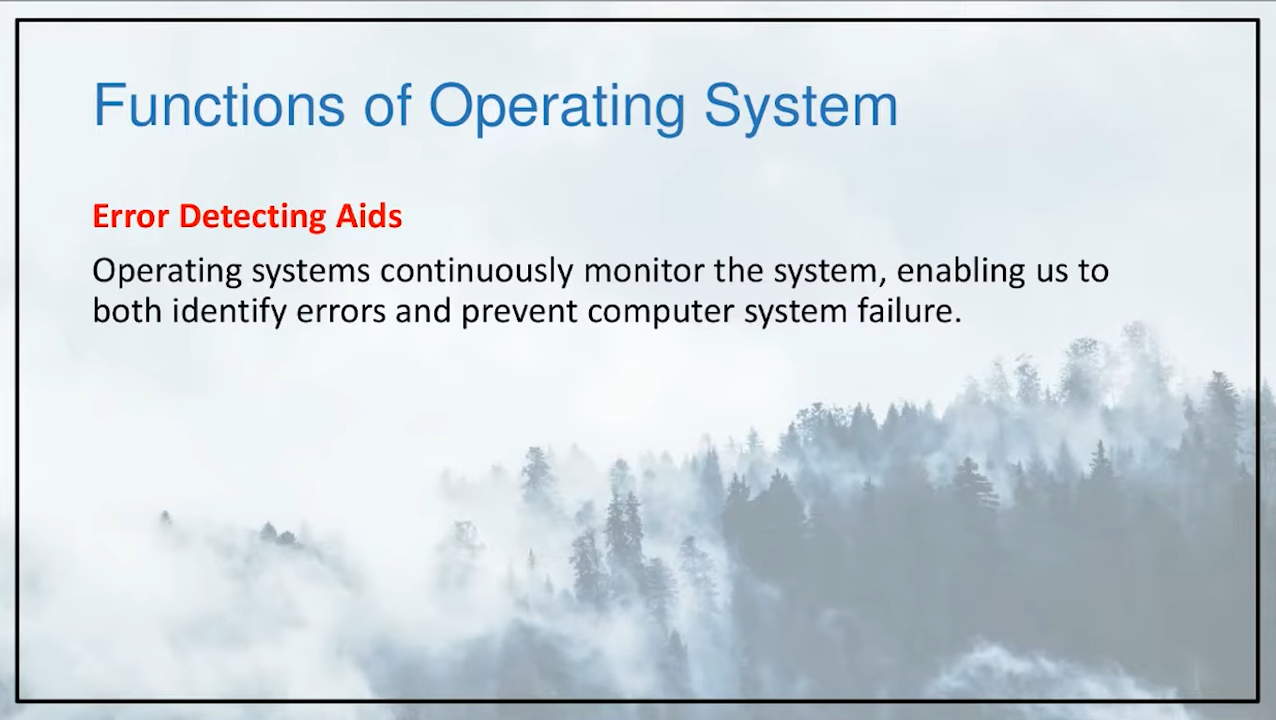 Functions of Operating System
Error Detecting Aids
Operating systems continuously monitor the system, enabling us to
both identify errors and prevent computer system failure.